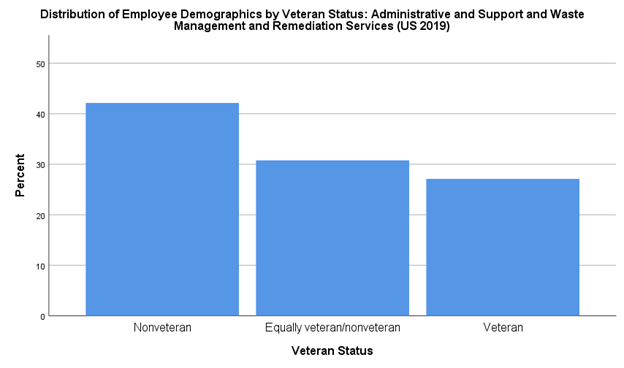 Distribution of Employee Demographics by Veteran Status: Administrative and Support and Waste
Management and Remediation Services (US 2019)
Percent
50
40
30
20
10
0
Nonveteran
Equally veteran/nonveteran
Veteran
Veteran Status